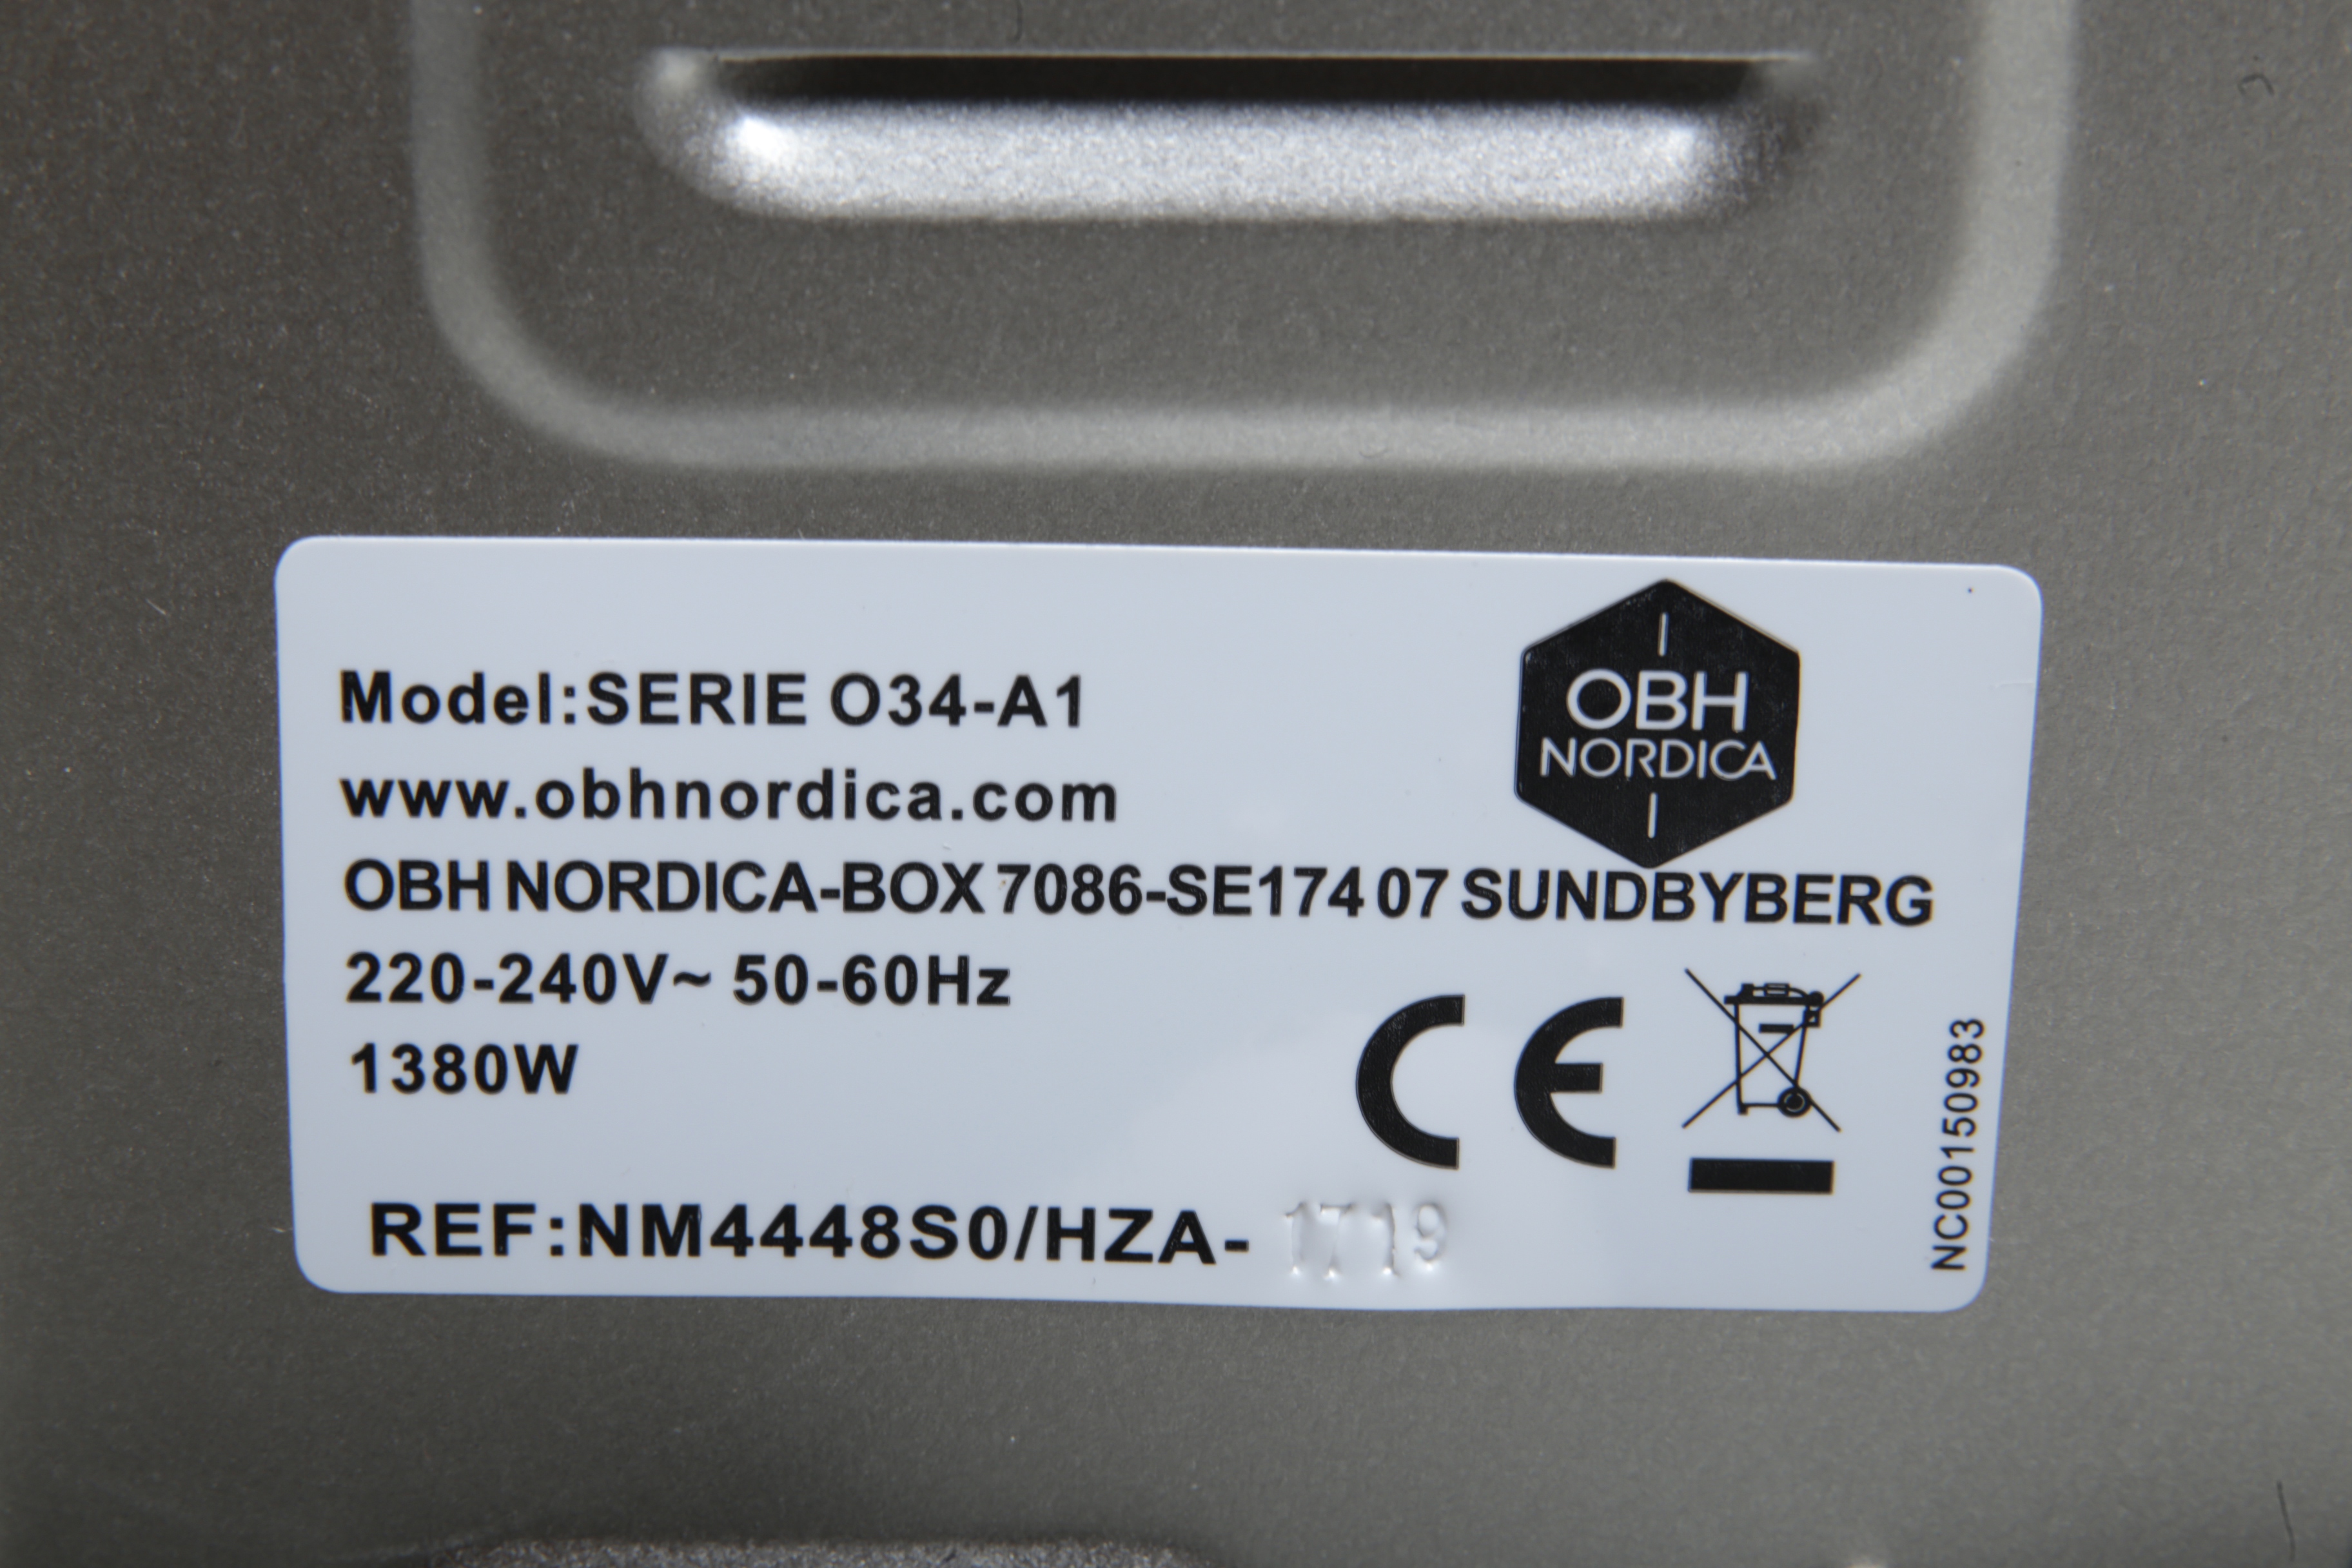 OBH
NORDICA
Model:SERIE O34-A1
www.obhnordica.com
OBH NORDICA-BOX 7086-SE174 07 SUNDBYBERG
220-240V~ 50-60Hz
1380W
CE
REF:NM4448S0/HZA- 1719
NC00150983